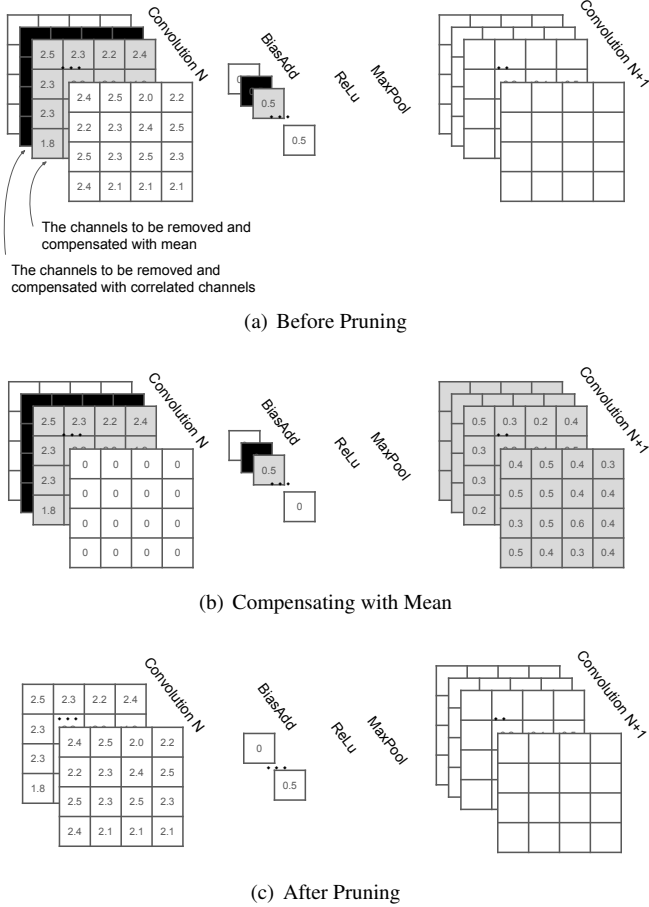 Convolution N
BiasAdd
ReLu
MaxPool
Convolution N+1
2.5 2.3 2.2 2.4
2.3
2.3
1.8
2.4 2.5 2.0 2.2
2.2 2.3 2.4 2.5
2.5 2.3 2.5 2.3
2.4 2.1 2.1 2.1
0.5
0.5
The channels to be removed and
compensated with mean
The channels to be removed and
compensated with correlated channels
(a) Before Pruning
Convolution N
BiasAdd
ReLu
MaxPool
Convolution N+1
2.5 2.3 2.2 2.4
2.3
2.3
1.8
0 0 0 0
0 0 0 0
0 0 0 0
0 0 0 0
0.5
0
0.5 0.3 0.2 0.4
0.3
0.3
0.2
0.4 0.5 0.4 0.3
0.5 0.5 0.4 0.4
0.3 0.5 0.6 0.4
0.5 0.4 0.3 0.4
(b) Compensating with Mean
Convolution N
BiasAdd
ReLu
MaxPool
Convolution N+1
2.5 2.3 2.2 2.4
2.3
2.3
1.8
2.4 2.5 2.0 2.2
2.2 2.3 2.4 2.5
2.5 2.3 2.5 2.3
2.4 2.1 2.1 2.1
0
0.5
(c) After Pruning